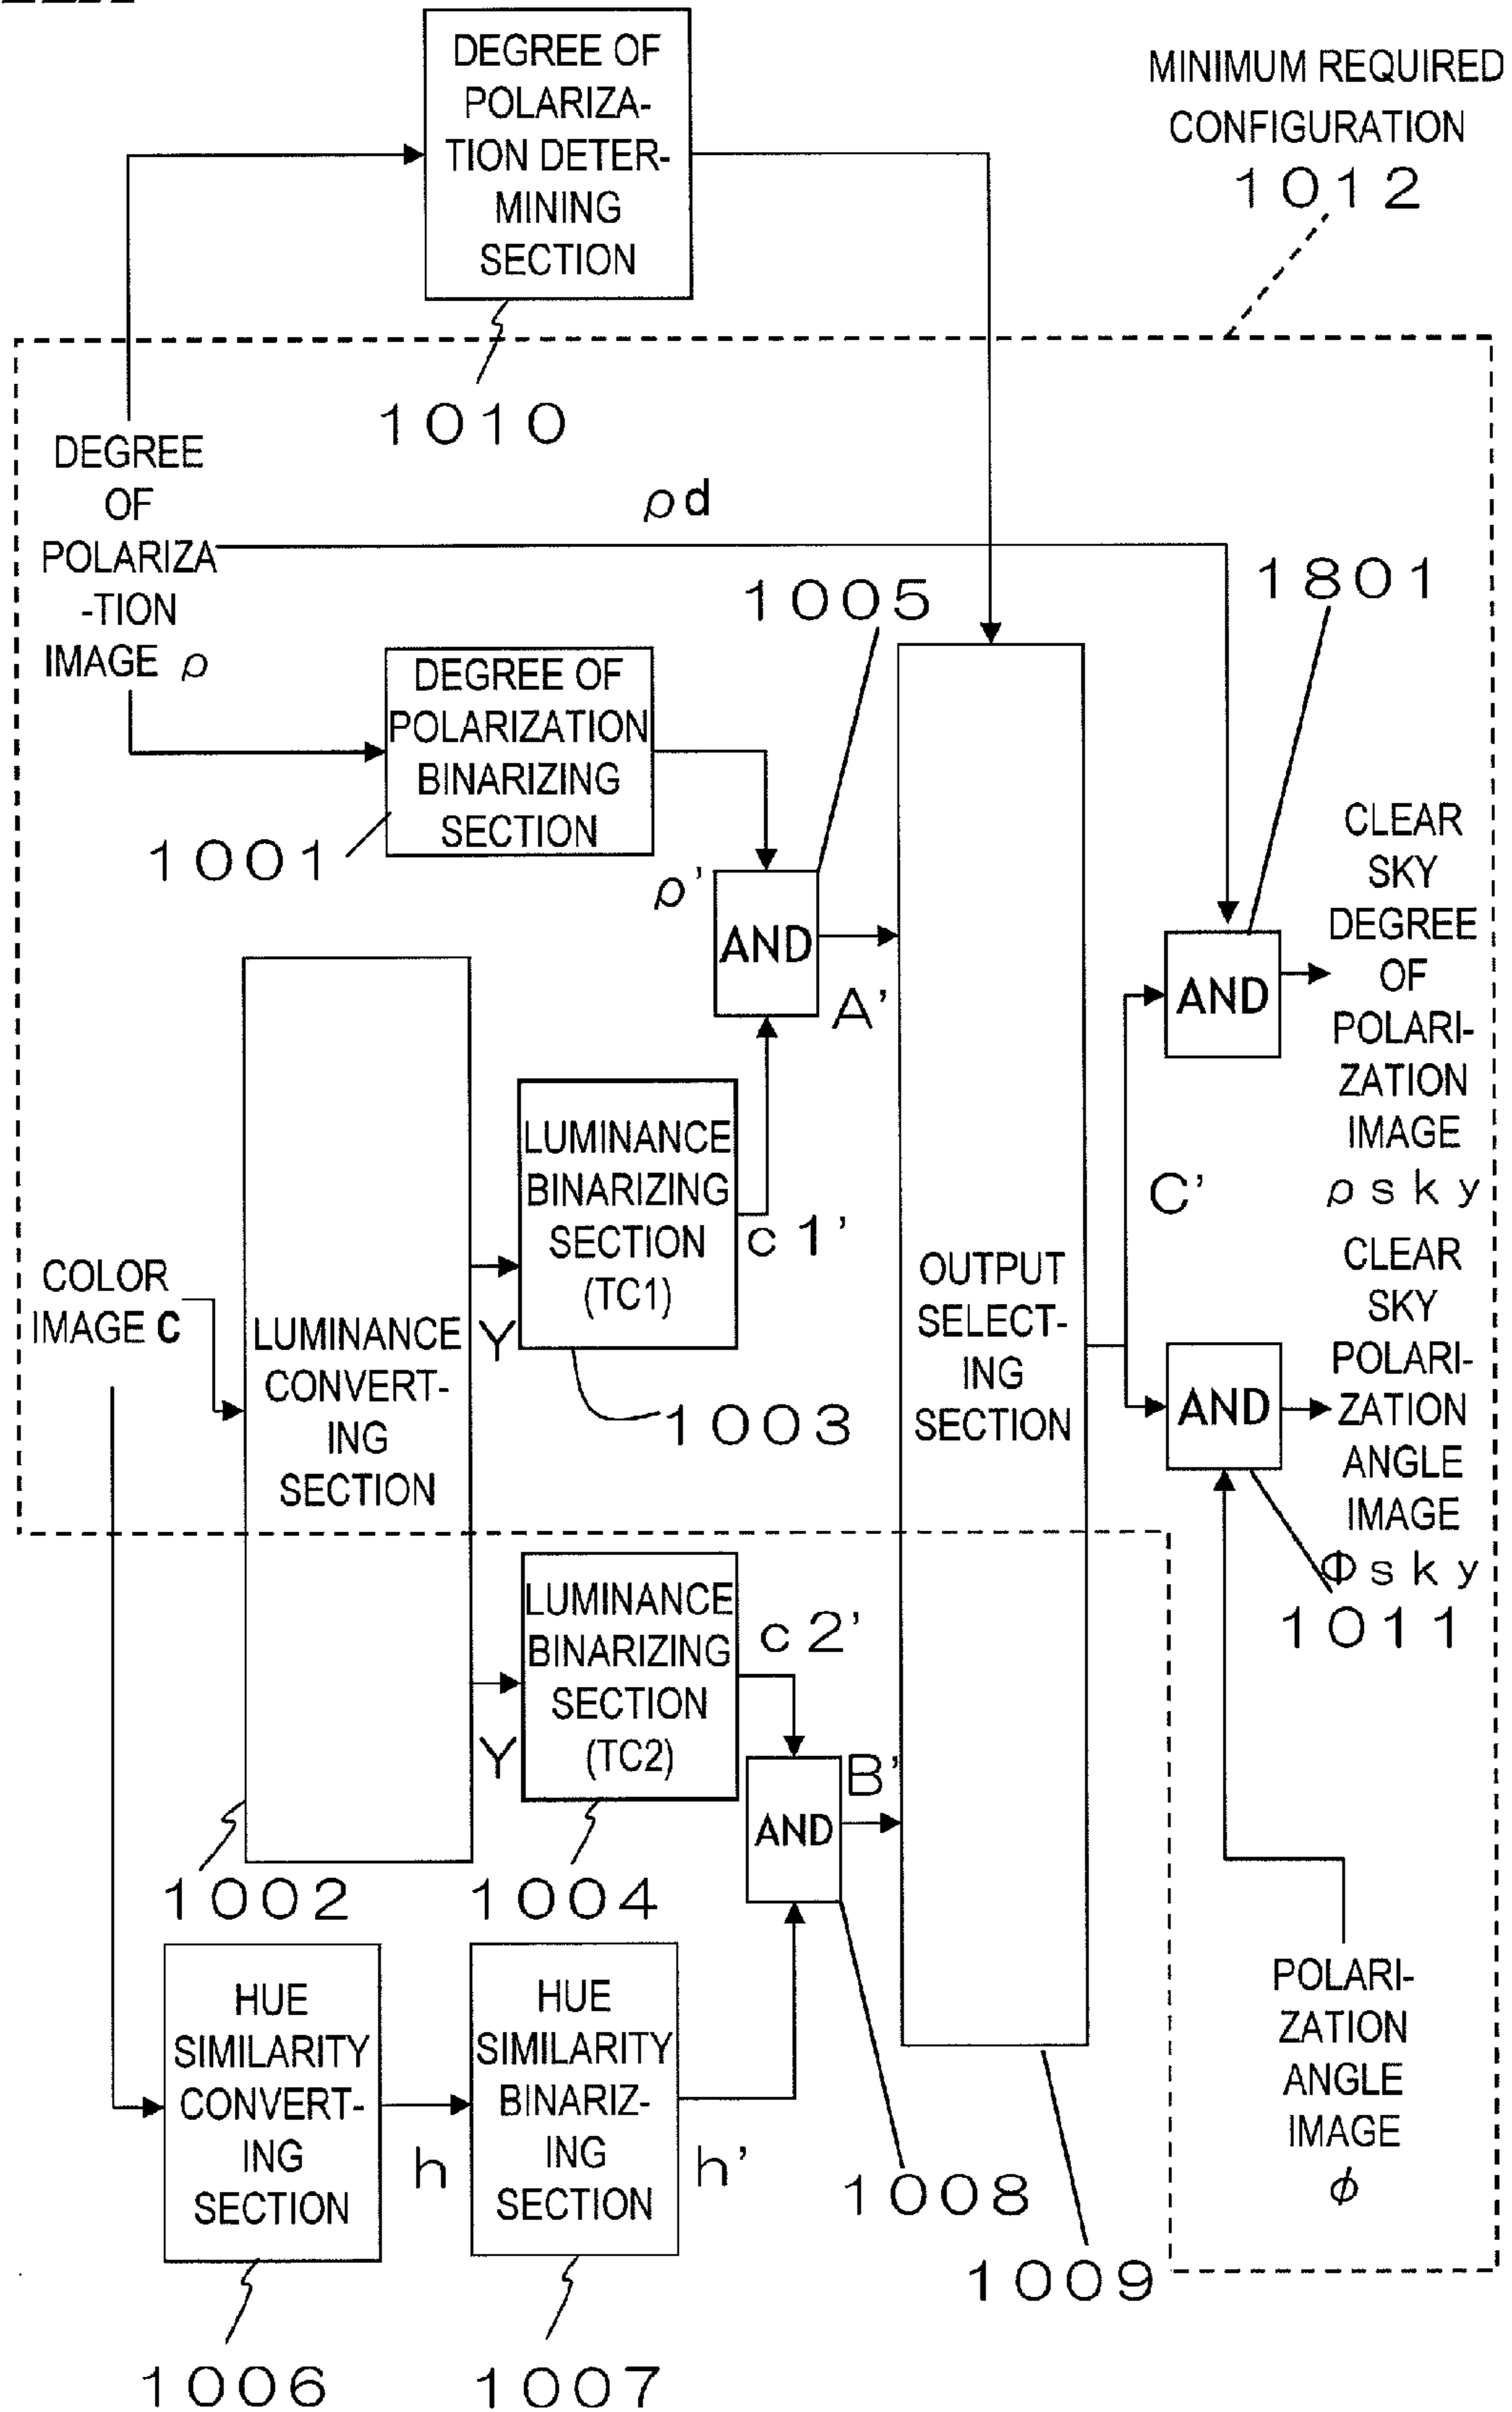 DEGREE OF
POLARIZA-
TION DETER-
MINING
SECTION
MINIMUM REQUIRED
CONFIGURATION
1012
1010
DEGREE
OF
POLARIZA
-TION
IMAGE ρ
ρd
1005
1801
DEGREE OF
POLARIZATION
BINARIZING
SECTION
1001
ρ'
AND
A'
AND
CLEAR
SKY
DEGREE
OF
POLARI-
ZATION
IMAGE
ρsky
COLOR
IMAGE C
LUMINANCE
CONVERT-
ING
SECTION
Y
LUMINANCE
BINARIZING
SECTION
(TC1)
c1'
1003
OUTPUT
SELECT-
ING
SECTION
C'
AND
CLEAR
SKY
POLARI-
ZATION
ANGLE
IMAGE
Φsky
1011
Y
LUMINANCE
BINARIZING
SECTION
(TC2)
c2'
AND
B'
1002
1004
HUE
SIMILARITY
CONVERT-
ING
SECTION
h
HUE
SIMILARITY
BINARIZ-
ING
SECTION
h'
1008
1009
POLARI-
ZATION
ANGLE
IMAGE
ϕ
1006
1007